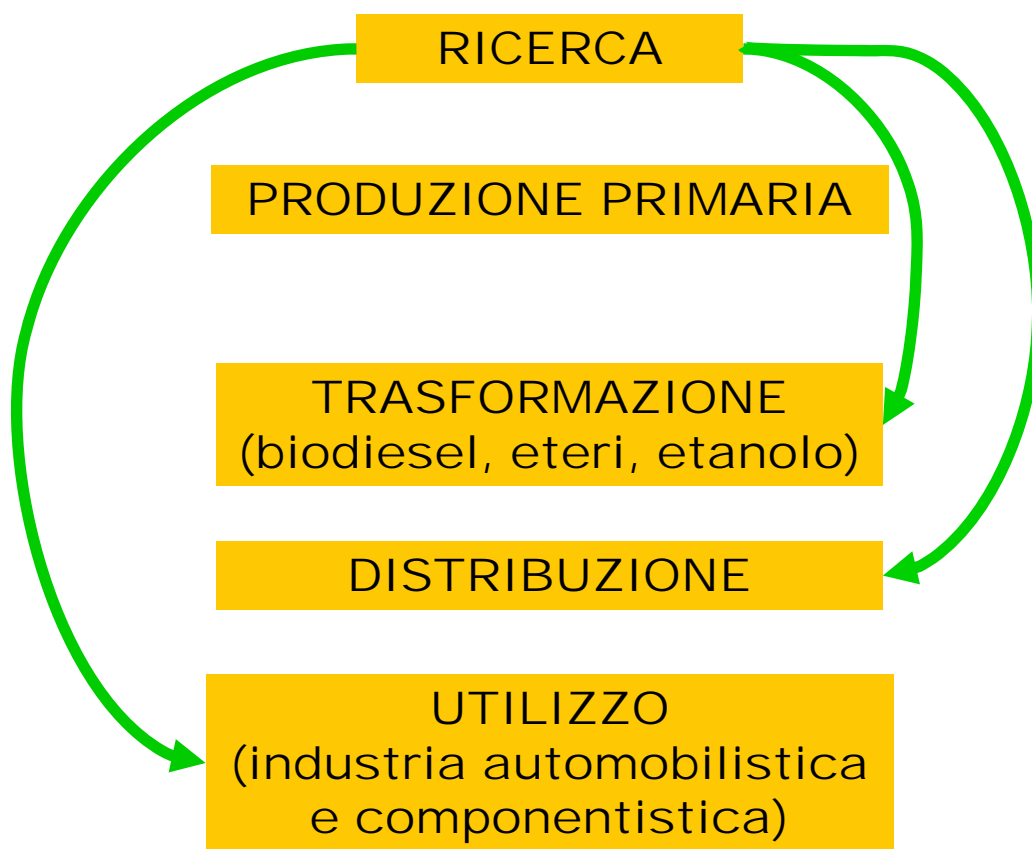 RICERCA
PRODUZIONE PRIMARIA
TRASFORMAZIONE
(biodiesel, eteri, etanolo)
DISTRIBUZIONE
UTILIZZO
(industria automobilistica
e componentistica)